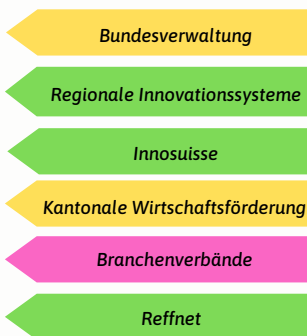 Bundesverwaltung
Regionale Innovationssysteme
Innosuisse
Kantonale Wirtschaftsförderung
Branchenverbände
Reffnet